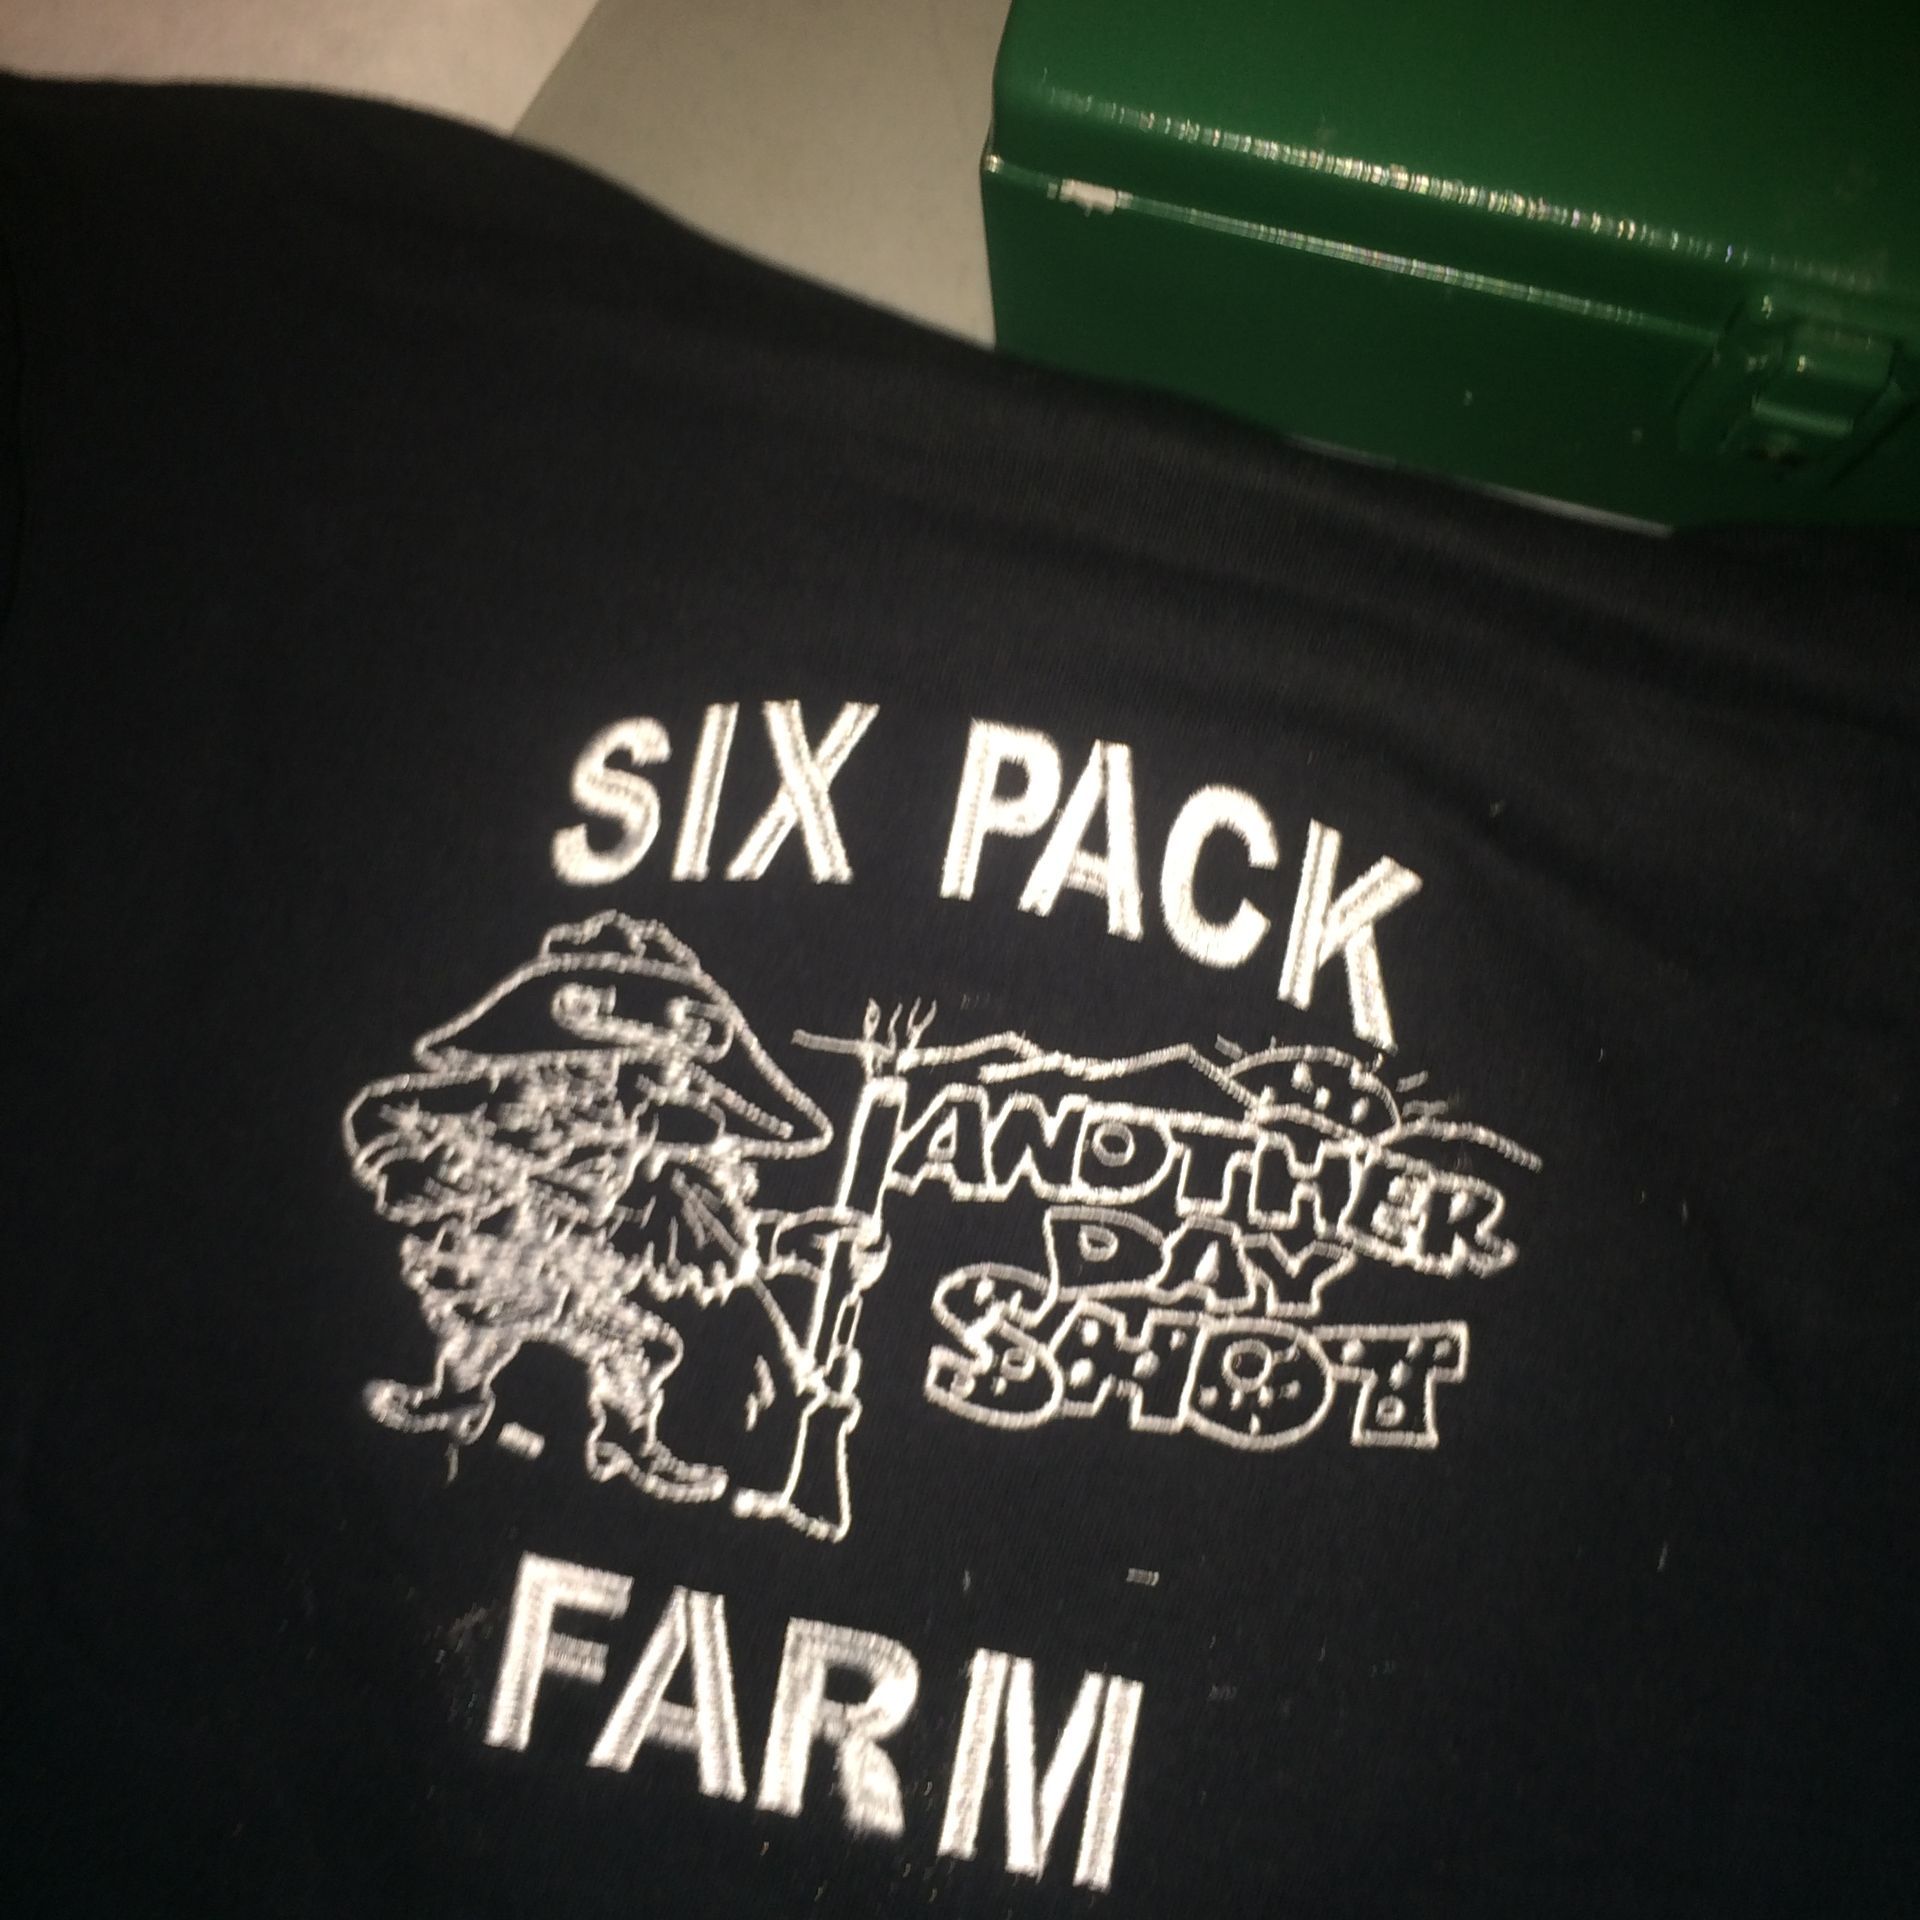 SIX PACK
ANOTHER
DAY
SHOT
FARM